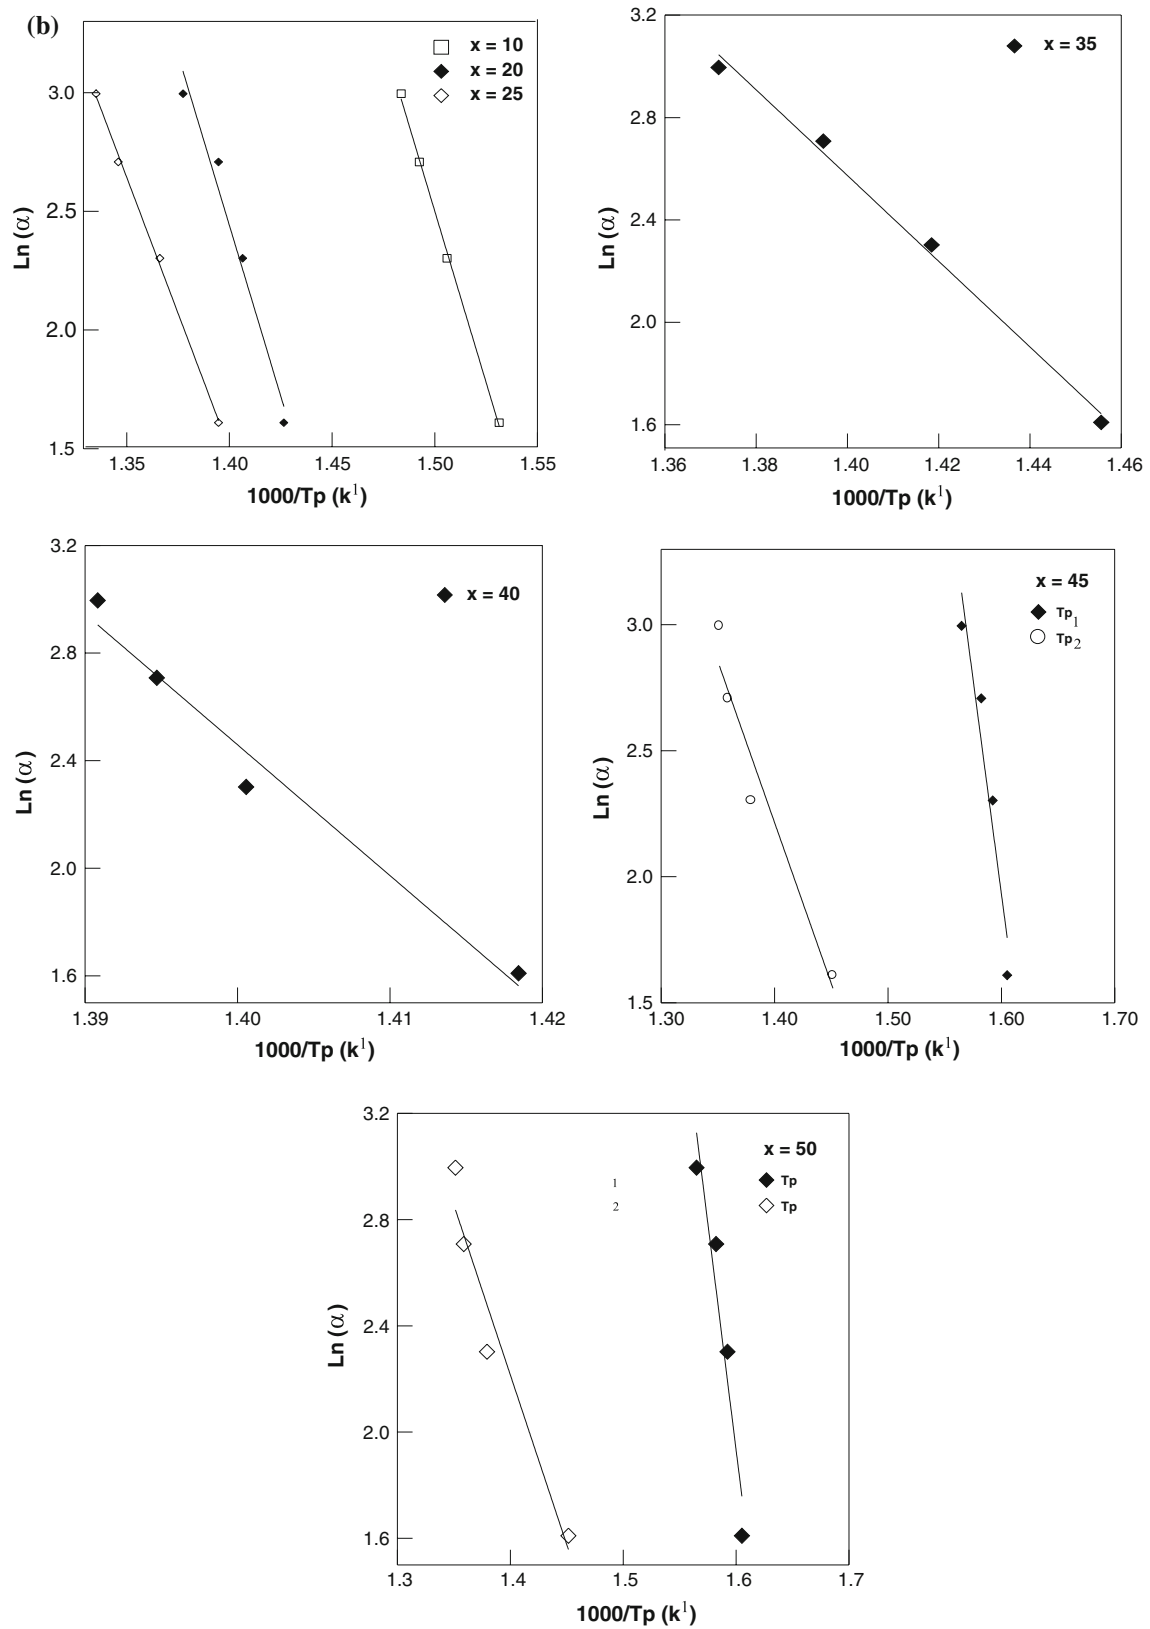 (b)
x = 10
x = 20
x = 25
3.0
2.5
2.0
1.5
Ln (α)
1.35 1.40 1.45 1.50 1.55
1000/Tp (k¹)
x = 35
3.2
2.8
2.4
2.0
1.6
Ln (α)
1.36 1.38 1.40 1.42 1.44 1.46
1000/Tp (k¹)
x = 40
3.2
2.8
2.4
2.0
1.6
Ln (α)
1.39 1.40 1.41 1.42
1000/Tp (k¹)
x = 45
Tp₁
Tp₂
3.0
2.5
2.0
1.5
Ln (α)
1.30 1.40 1.50 1.60 1.70
1000/Tp (k¹)
x = 50
1 Tp
2 Tp
3.2
2.8
2.4
2.0
1.6
Ln (α)
1.3 1.4 1.5 1.6 1.7
1000/Tp (k¹)